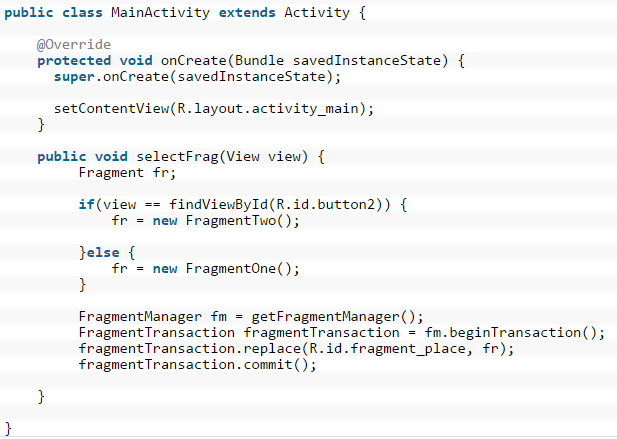 public class MainActivity extends Activity {
@Override
protected void onCreate(Bundle savedInstanceState) {
super.onCreate(savedInstanceState);
setContentView(R.layout.activity_main);
}
public void selectFrag(View view) {
Fragment fr;
if(view == findViewById(R.id.button2)) {
fr = new FragmentTwo();
}else {
fr = new FragmentOne();
}
FragmentManager fm = getFragmentManager();
FragmentTransaction fragmentTransaction = fm.beginTransaction();
fragmentTransaction.replace(R.id.fragment_place, fr);
fragmentTransaction.commit();
}
}